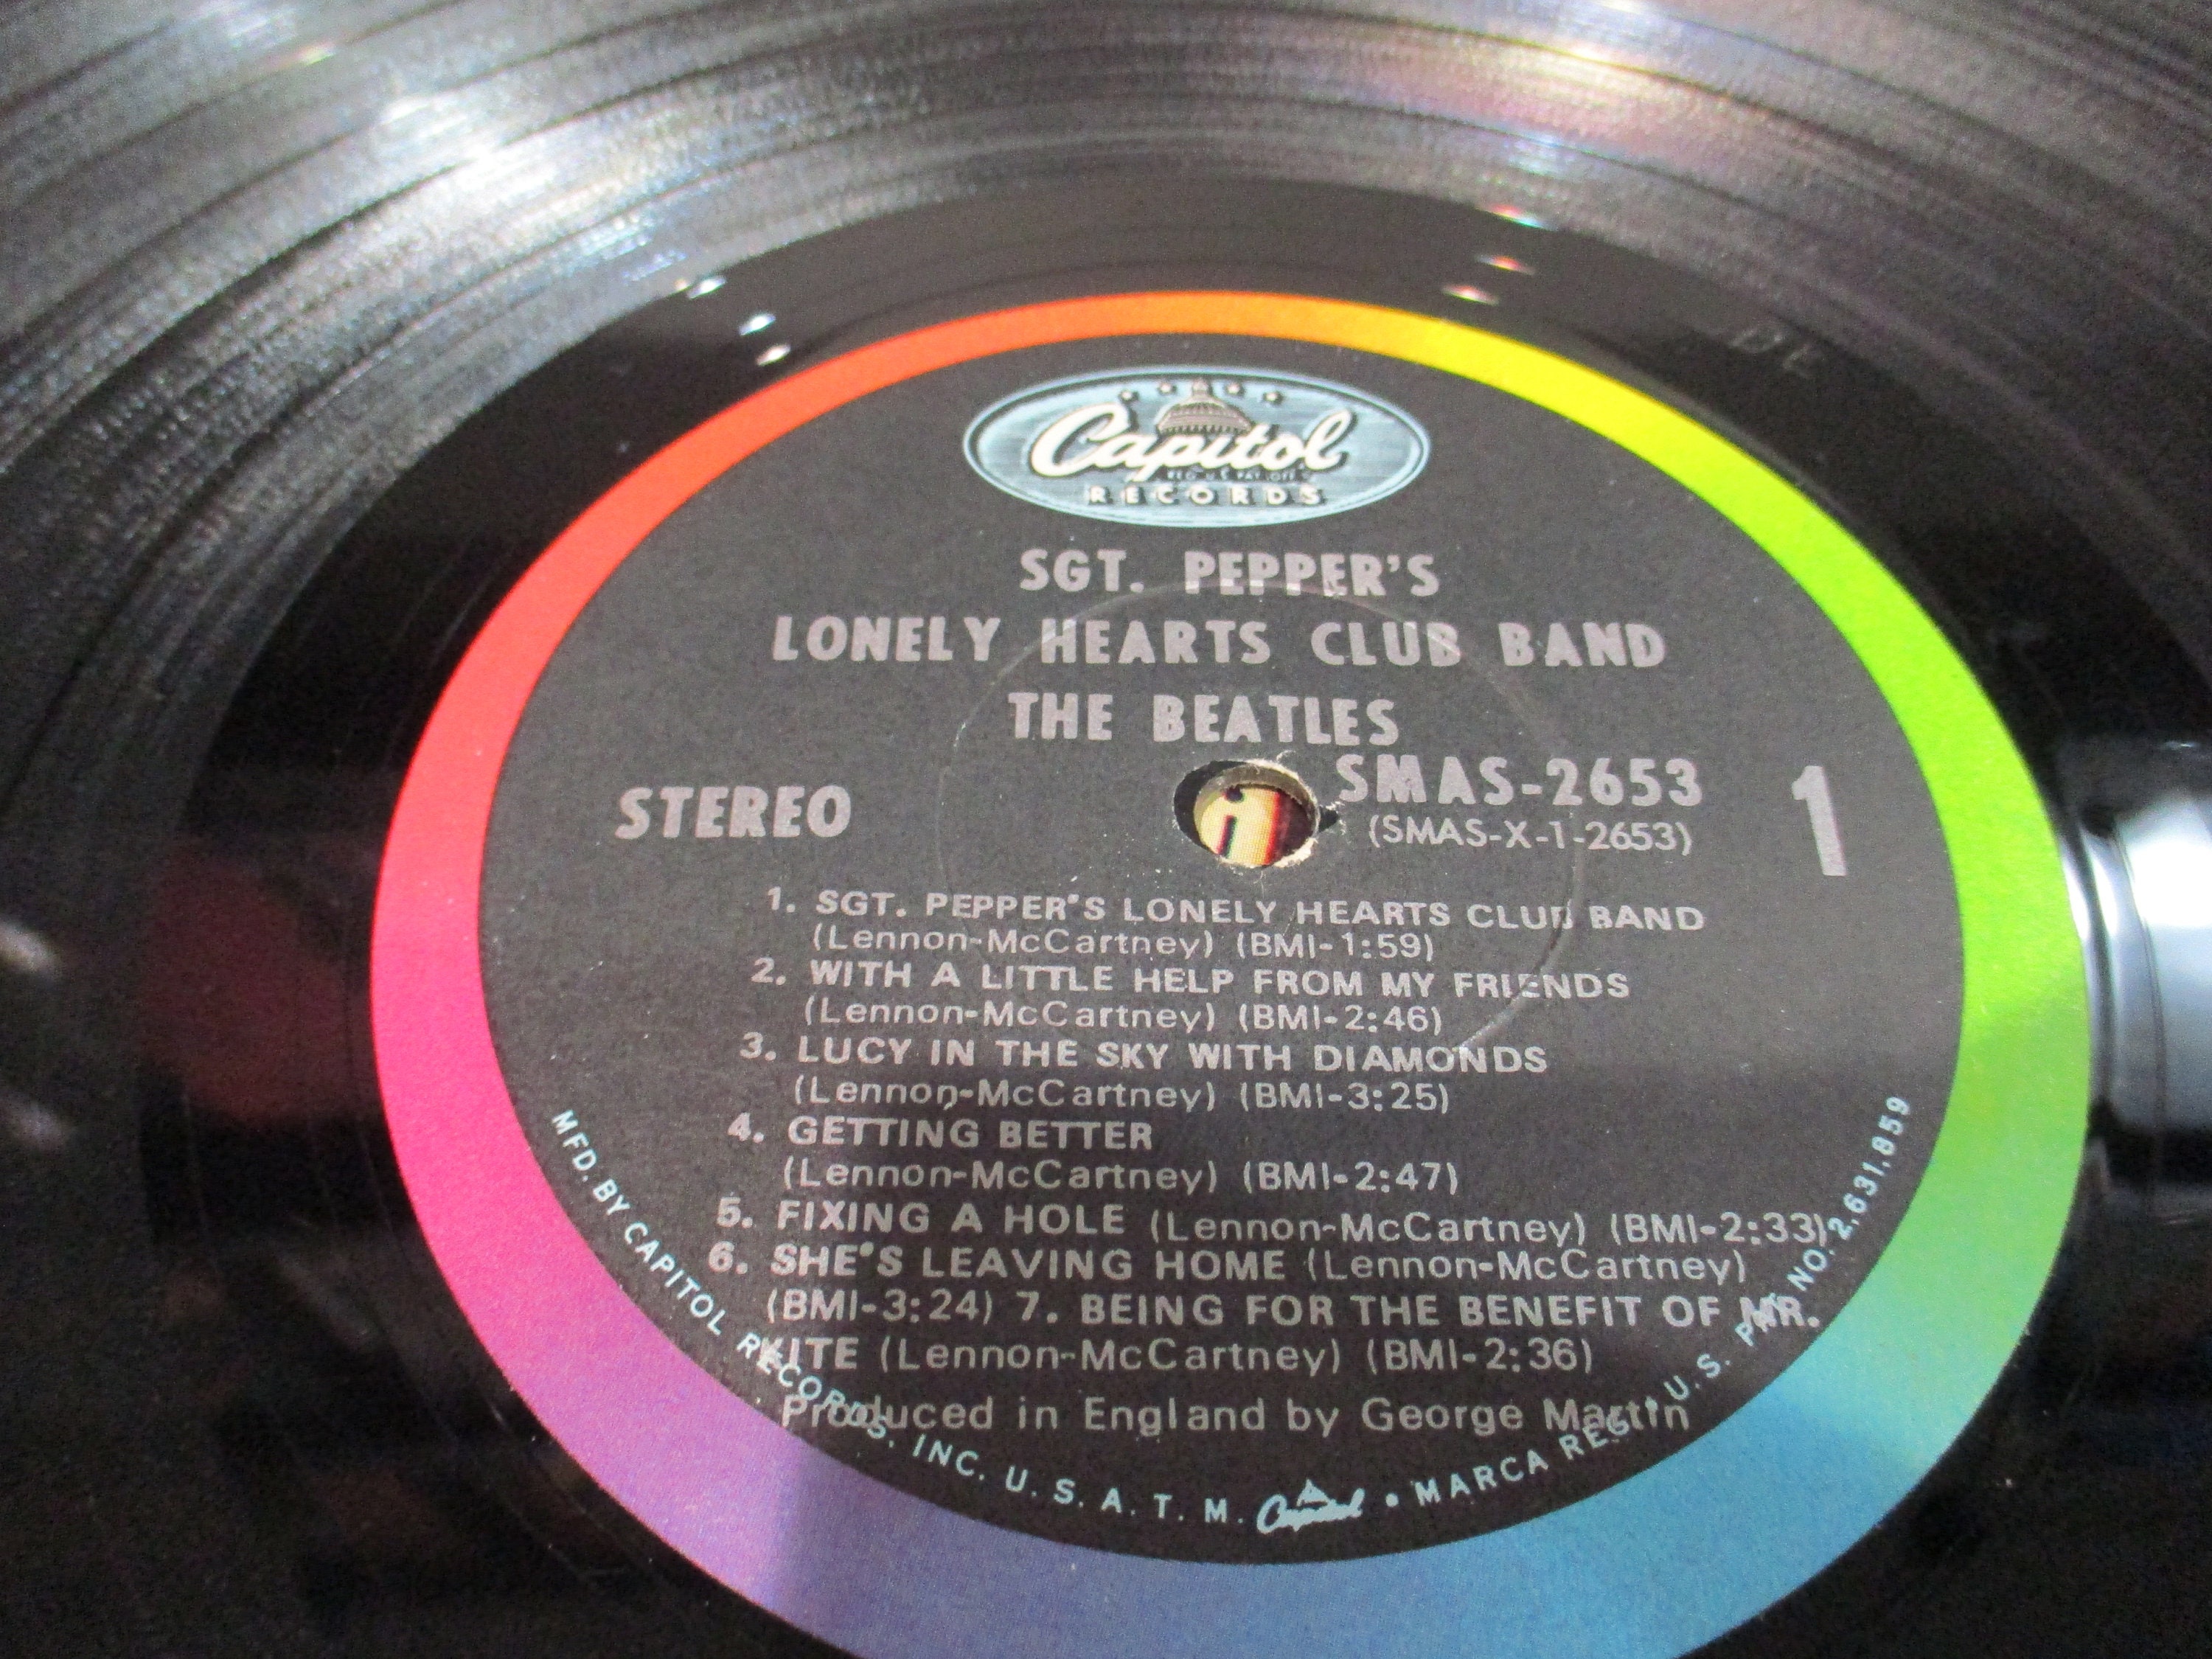 Capitol
REG. U.S. PAT. OFF.
RECORDS
SGT. PEPPER'S
LONELY HEARTS CLUB BAND
THE BEATLES
STEREO
SMAS-2653
(SMAS-X-1-2653)
1
1. SGT. PEPPER'S LONELY HEARTS CLUB BAND
(Lennon-McCartney) (BMI-1:59)
2. WITH A LITTLE HELP FROM MY FRIENDS
(Lennon-McCartney) (BMI-2:46)
3. LUCY IN THE SKY WITH DIAMONDS
(Lennon-McCartney) (BMI-3:25)
4. GETTING BETTER
(Lennon-McCartney) (BMI-2:47)
5. FIXING A HOLE (Lennon-McCartney) (BMI-2:33)
6. SHE'S LEAVING HOME (Lennon-McCartney)
(BMI-3:24) 7. BEING FOR THE BENEFIT OF MR.
KITE (Lennon-McCartney) (BMI-2:36)
Produced in England by George Martin
MFD. BY CAPITOL RECORDS, INC. U.S.A. T.M. Capitol • MARCA REG. • U.S. PAT. NO. 2,631,859